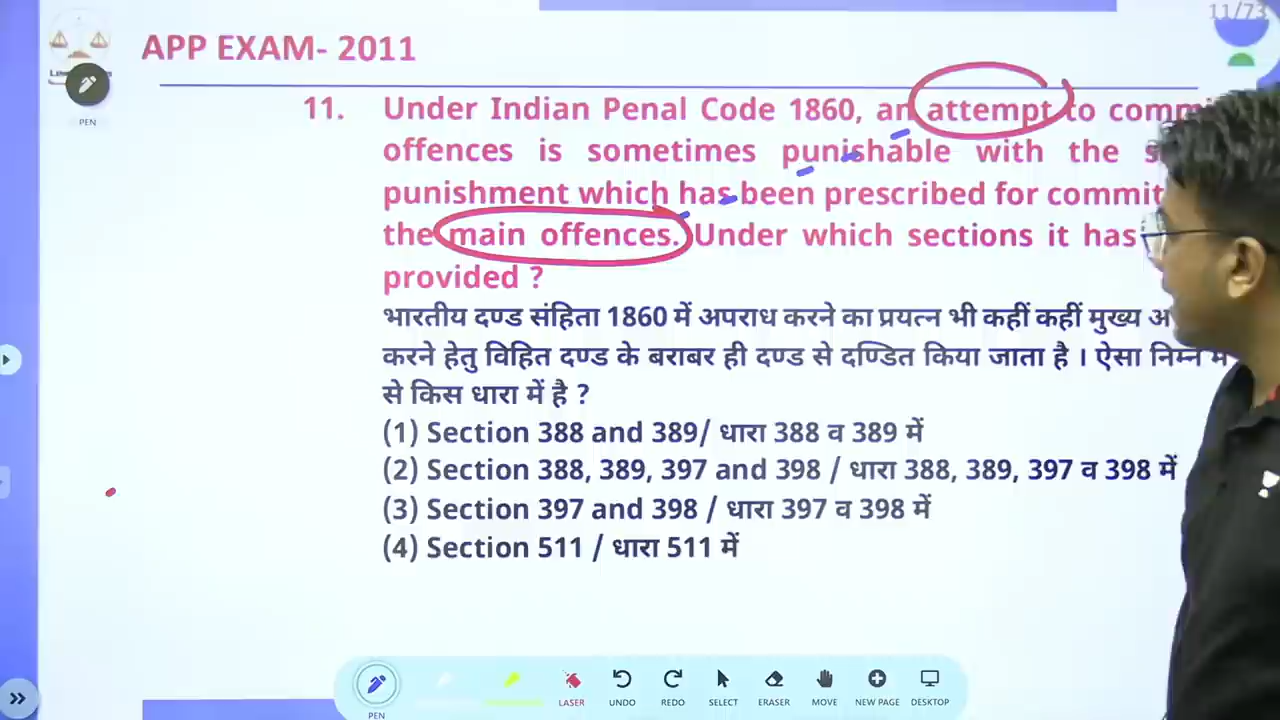 11/73
APP EXAM- 2011
PEN
11. Under Indian Penal Code 1860, an attempt to
offences is sometimes punishable with the
punishment which has been prescribed for
the main offences. Under which sections it has
provided ?
भारतीय दण्ड संहिता 1860 में अपराध करने का प्रयत्न भी कहीं कहीं मुख्य
करने हेतु विहित दण्ड के बराबर ही दण्ड से दण्डित किया जाता है । ऐसा निम्न में
से किस धारा में है ?
(1) Section 388 and 389/ धारा 388 व 389 में
(2) Section 388, 389, 397 and 398 / धारा 388, 389, 397 व 398 में
(3) Section 397 and 398 / धारा 397 व 398 में
(4) Section 511 / धारा 511 में
PEN LASER UNDO REDO SELECT ERASER MOVE NEW PAGE DESKTOP